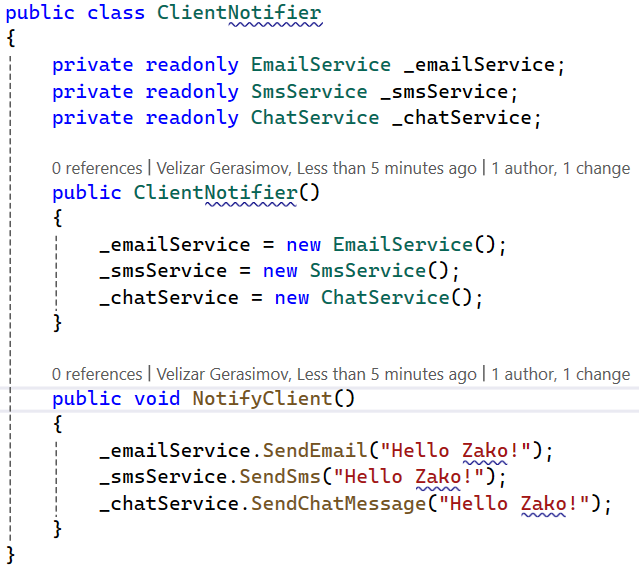 public class ClientNotifier
{
private readonly EmailService _emailService;
private readonly SmsService _smsService;
private readonly ChatService _chatService;
0 references | Velizar Gerasimov, Less than 5 minutes ago | 1 author, 1 change
public ClientNotifier()
{
_emailService = new EmailService();
_smsService = new SmsService();
_chatService = new ChatService();
}
0 references | Velizar Gerasimov, Less than 5 minutes ago | 1 author, 1 change
public void NotifyClient()
{
_emailService.SendEmail("Hello Zako!");
_smsService.SendSms("Hello Zako!");
_chatService.SendChatMessage("Hello Zako!");
}
}